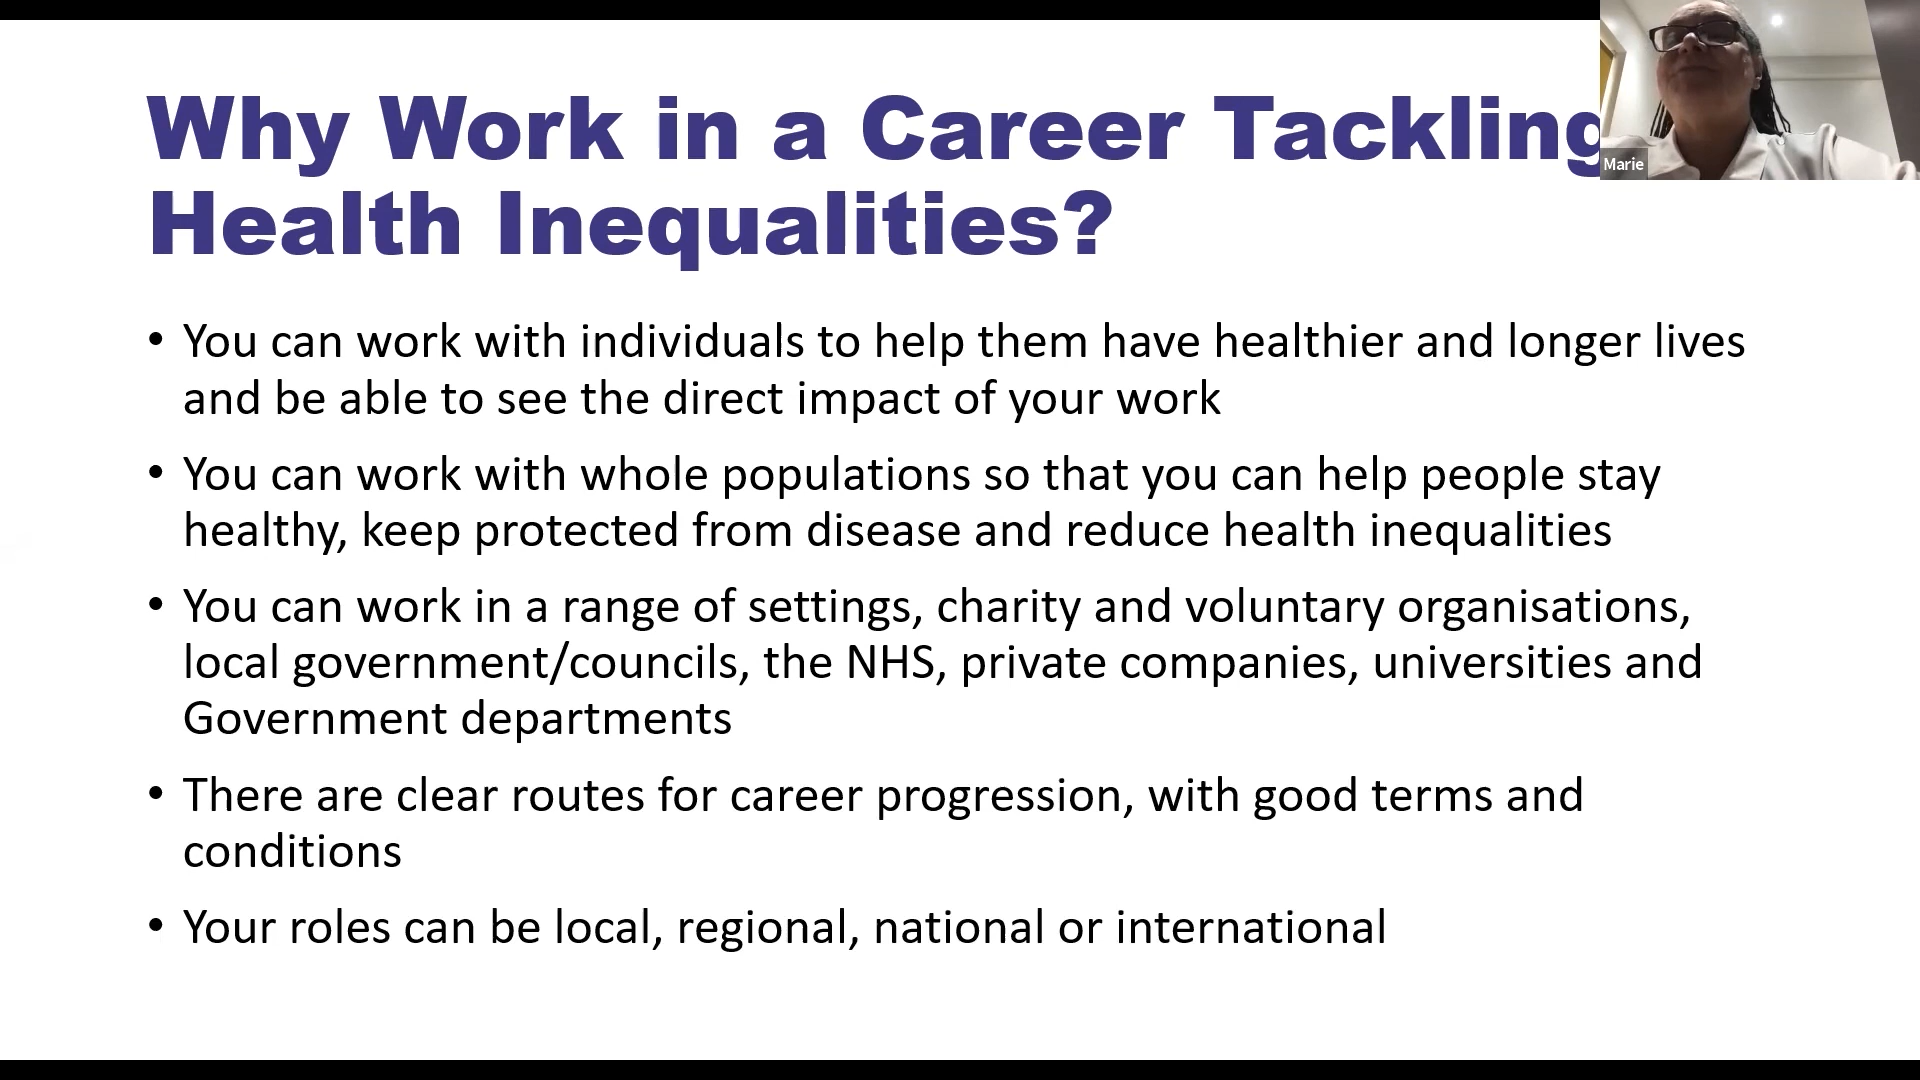 Why Work in a Career Tackling
Health Inequalities?
Marie
• You can work with individuals to help them have healthier and longer lives
and be able to see the direct impact of your work
• You can work with whole populations so that you can help people stay
healthy, keep protected from disease and reduce health inequalities
• You can work in a range of settings, charity and voluntary organisations,
local government/councils, the NHS, private companies, universities and
Government departments
• There are clear routes for career progression, with good terms and
conditions
• Your roles can be local, regional, national or international